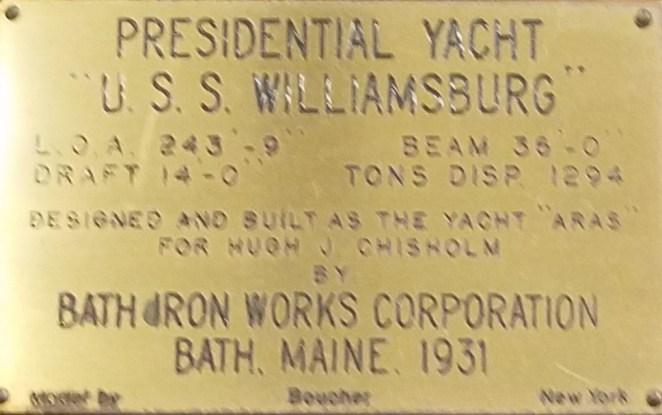 PRESIDENTIAL YACHT
"U. S. S. WILLIAMSBURG"
L.O.A. 243'-9" BEAM 36'-0"
DRAFT 14'-0" TONS DISP. 1294
DESIGNED AND BUILT AS THE YACHT "ARAS"
FOR HUGH J. CHISHOLM
BY
BATH IRON WORKS CORPORATION
BATH, MAINE. 1931
Model by Boucher New York